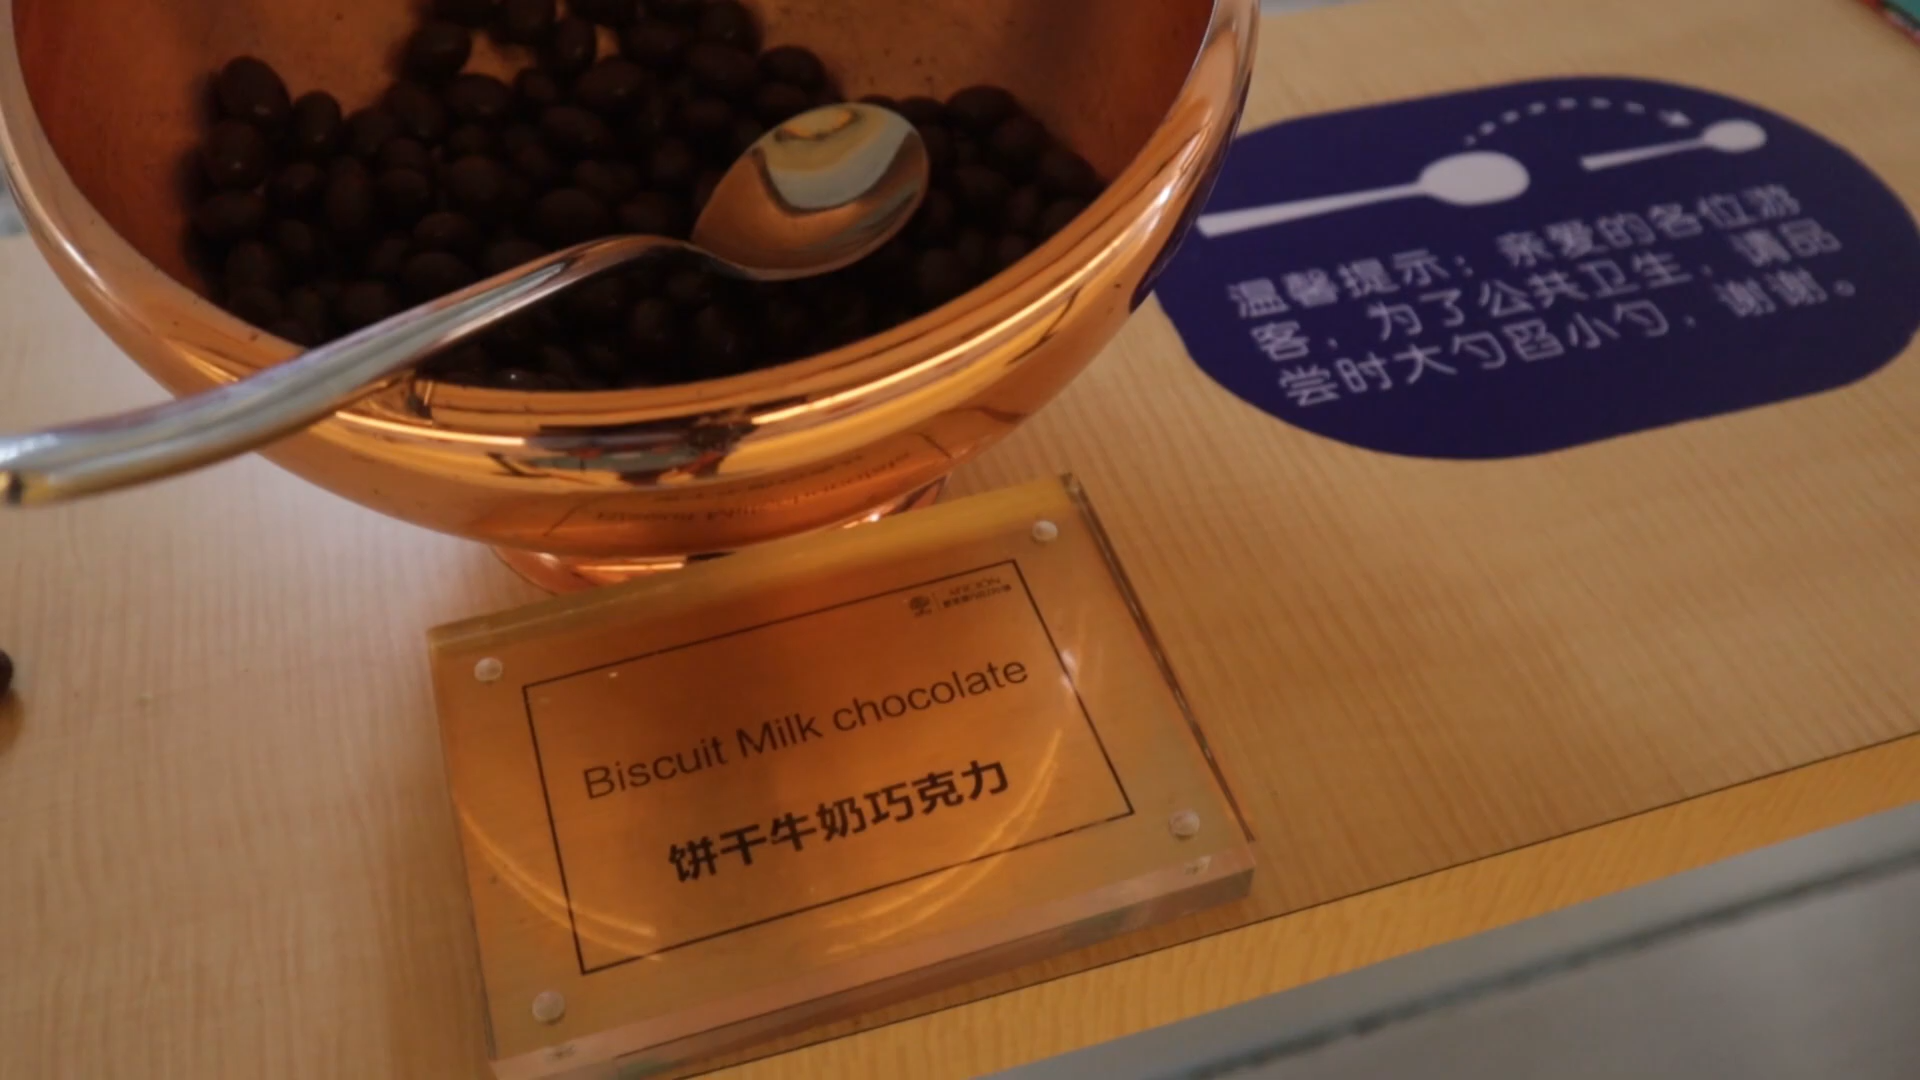 温馨提示：亲爱的各位游
客，为了公共卫生，请品
尝时大勺舀小勺，谢谢。
Biscuit Milk chocolate
饼干牛奶巧克力